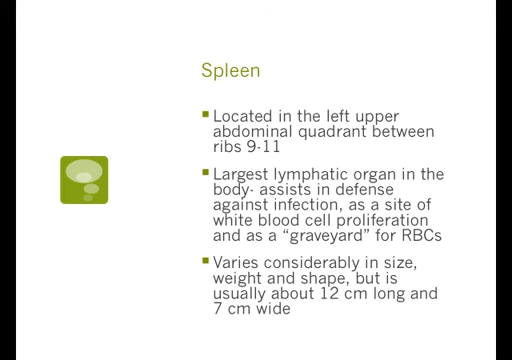 Spleen
Located in the left upper
abdominal quadrant between
ribs 9-11
Largest lymphatic organ in the
body- assists in defense
against infection, as a site of
white blood cell proliferation
and as a “graveyard” for RBCs
Varies considerably in size,
weight and shape, but is
usually about 12 cm long and
7 cm wide